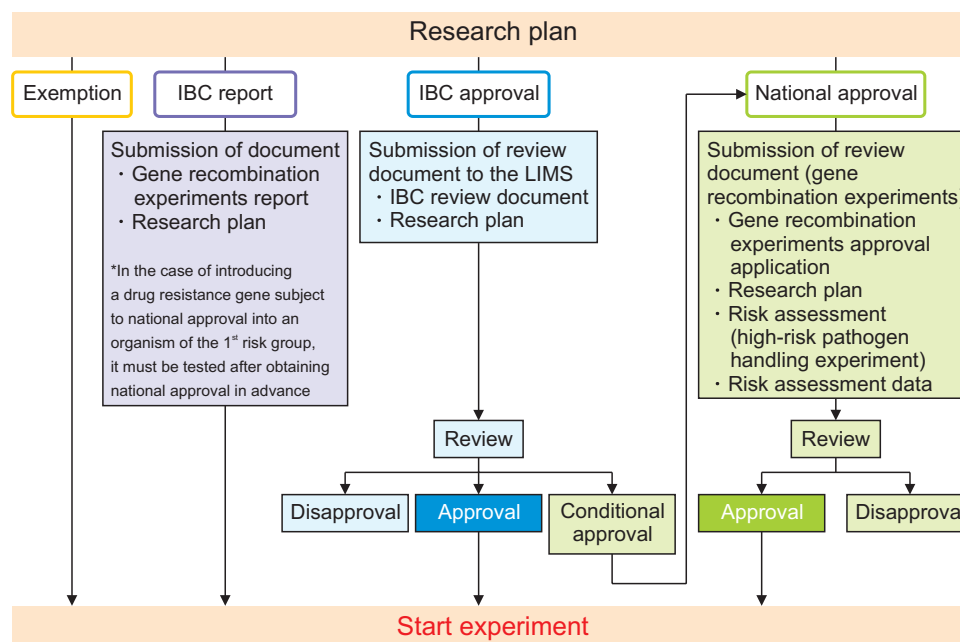 Research plan
Exemption
IBC report
IBC approval
National approval
Submission of document
· Gene recombination
experiments report
· Research plan
*In the case of introducing
a drug resistance gene subject
to national approval into an
organism of the 1st risk group,
it must be tested after obtaining
national approval in advance
Submission of review
document to the LIMS
· IBC review document
· Research plan
Submission of review
document (gene
recombination experiments)
· Gene recombination
experiments approval
application
· Research plan
· Risk assessment
(high-risk pathogen
handling experiment)
· Risk assessment data
Review
Disapproval
Approval
Conditional
approval
Review
Approval
Disapproval
Start experiment